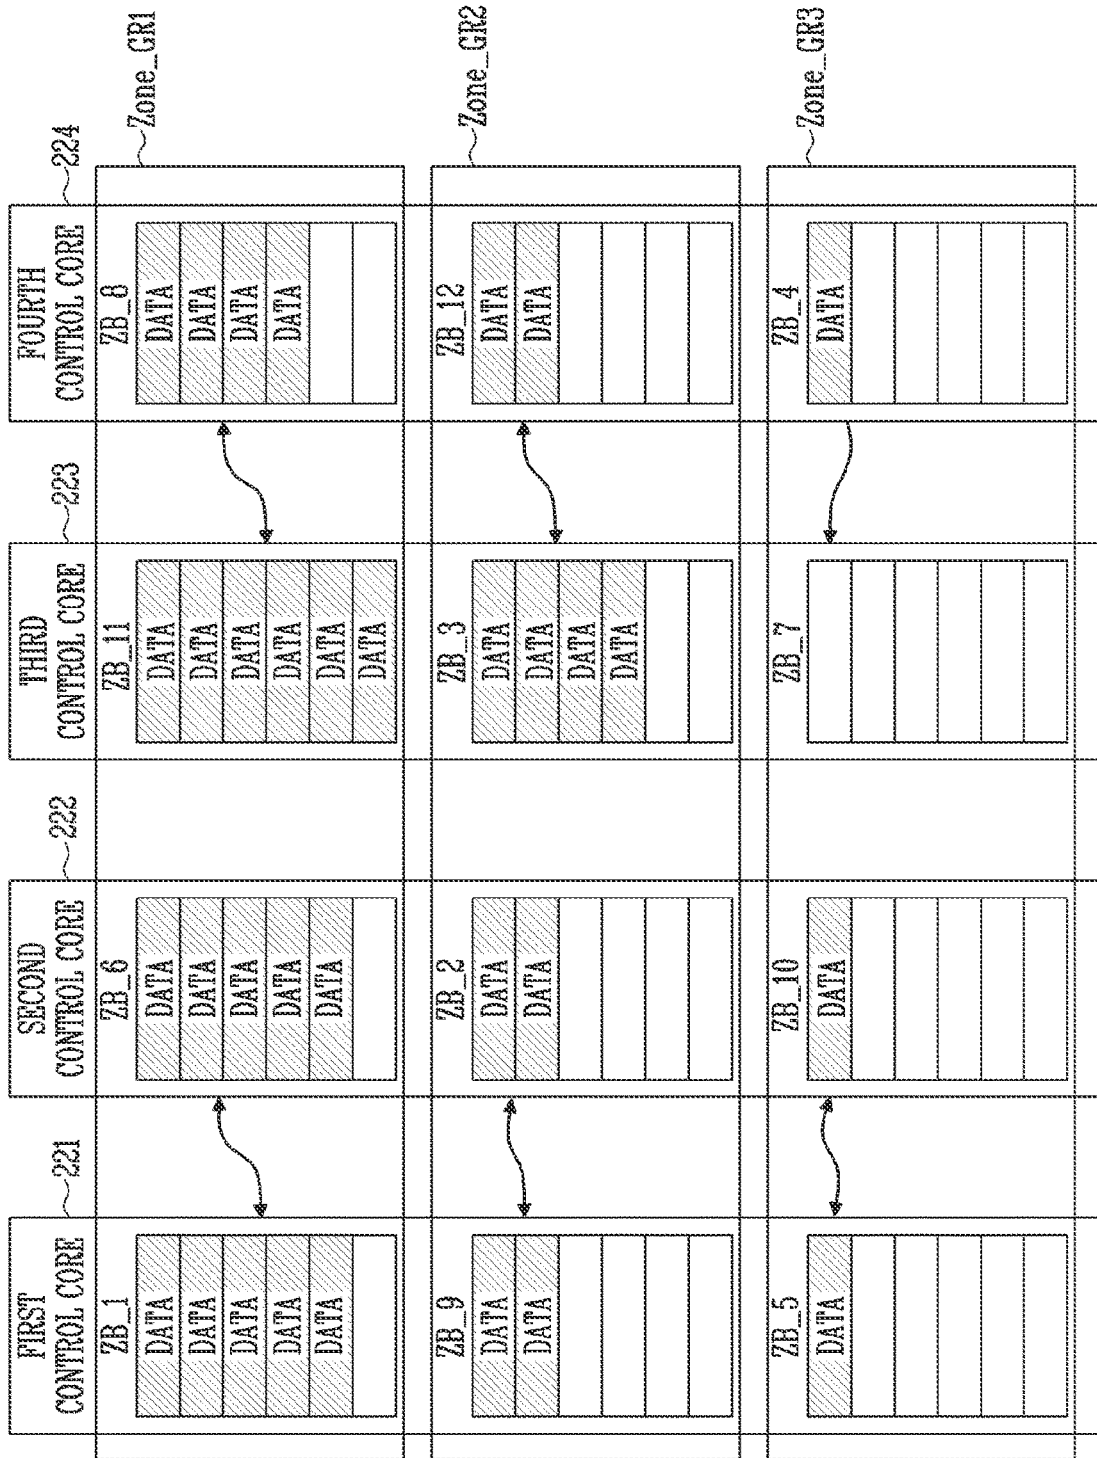 FIRST
CONTROL CORE
221
SECOND
CONTROL CORE
222
THIRD
CONTROL CORE
223
FOURTH
CONTROL CORE
224
ZB_1
DATA
DATA
DATA
DATA
DATA
ZB_6
DATA
DATA
DATA
DATA
DATA
ZB_11
DATA
DATA
DATA
DATA
DATA
DATA
ZB_8
DATA
DATA
DATA
DATA
Zone_GR1
ZB_9
DATA
DATA
ZB_2
DATA
DATA
ZB_3
DATA
DATA
DATA
DATA
ZB_12
DATA
DATA
Zone_GR2
ZB_5
DATA
ZB_10
DATA
ZB_7
ZB_4
DATA
Zone_GR3